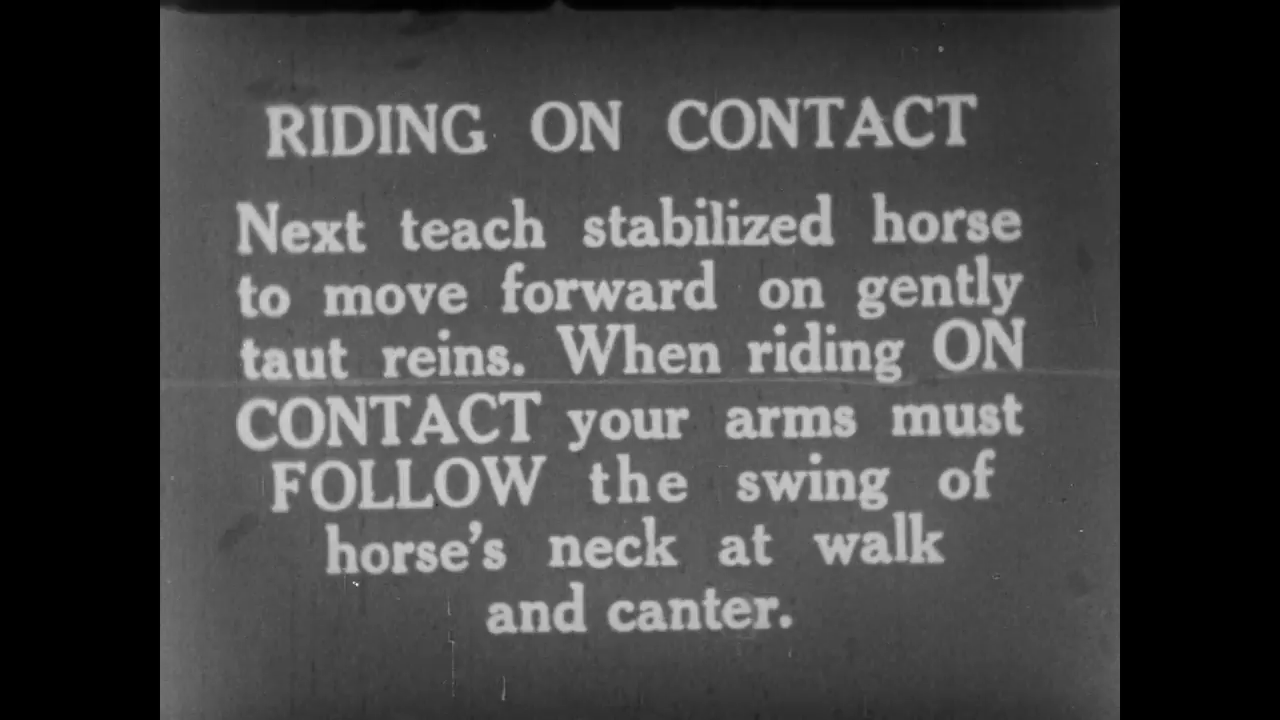 RIDING ON CONTACT
Next teach stabilized horse
to move forward on gently
taut reins. When riding ON
CONTACT your arms must
FOLLOW the swing of
horse's neck at walk
and canter.